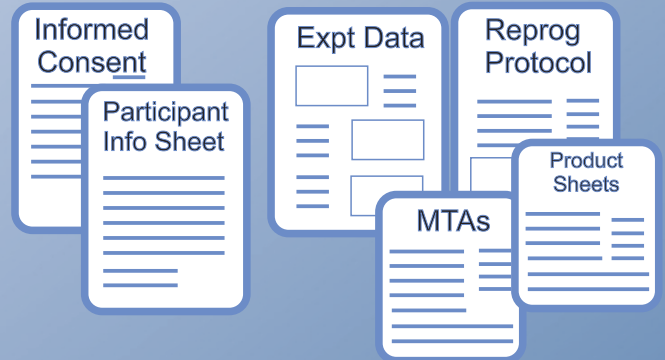 Informed
Consent
Participant
Info Sheet
Expt Data
Reprog
Protocol
MTAs
Product
Sheets